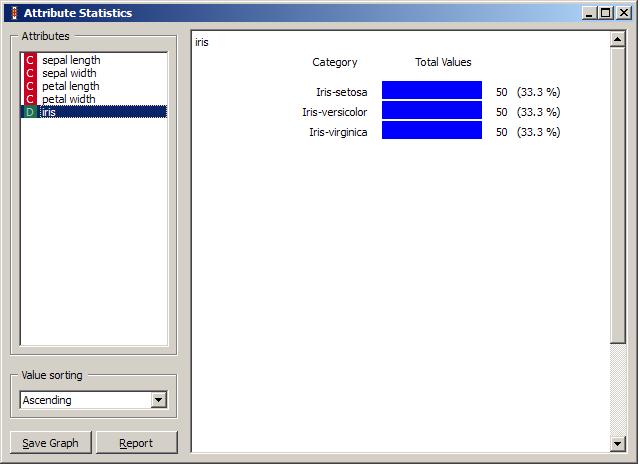 Attribute Statistics
Attributes
C sepal length
C sepal width
C petal length
C petal width
D iris
Value sorting
Ascending
Save Graph Report
iris
Category Total Values
Iris-setosa 50 (33.3 %)
Iris-versicolor 50 (33.3 %)
Iris-virginica 50 (33.3 %)